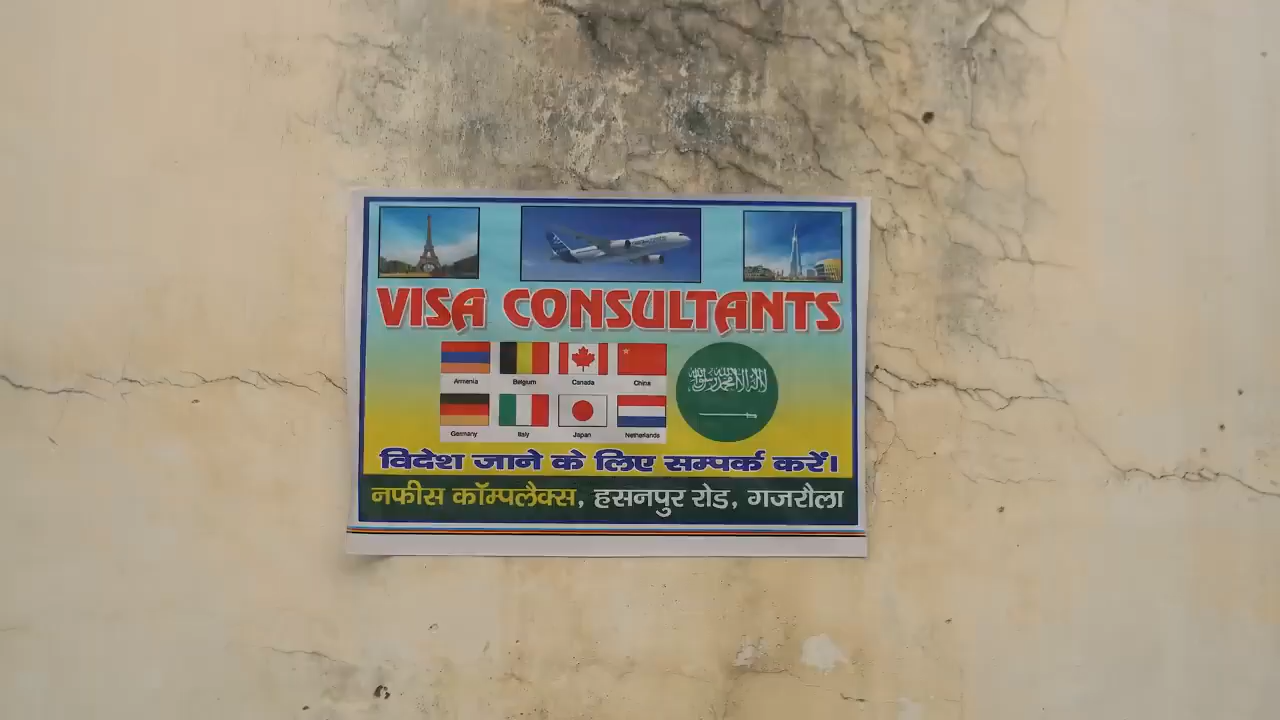 VISA CONSULTANTS
Armenia Belgium Canada China
Germany Italy Japan Netherlands
विदेश जाने के लिए सम्पर्क करें।
नफीस कॉम्पलैक्स, हसनपुर रोड, गजरौला